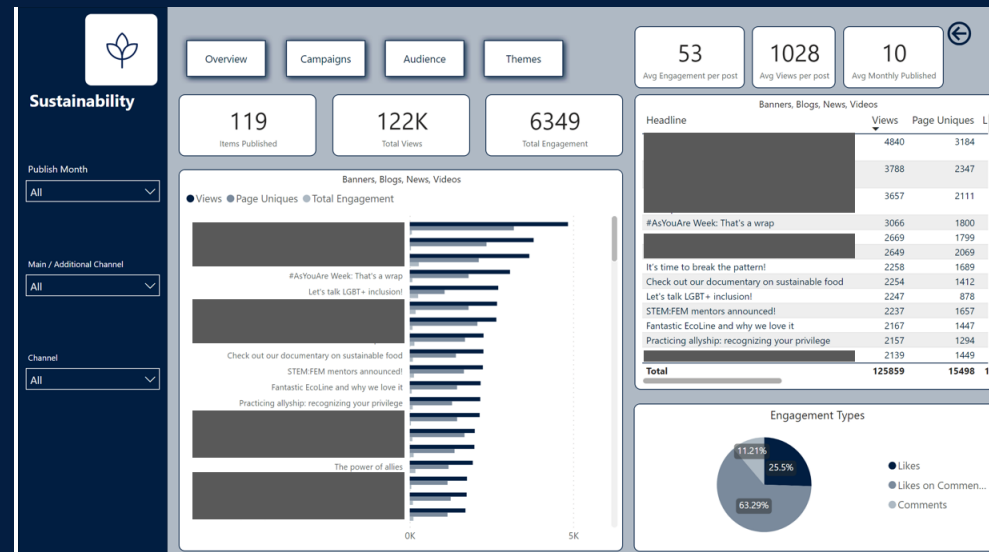 Sustainability
Publish Month
All
Main / Additional Channel
All
Channel
All
Overview
Campaigns
Audience
Themes
119
Items Published
122K
Total Views
6349
Total Engagement
53
Avg Engagement per post
1028
Avg Views per post
10
Avg Monthly Published
Banners, Blogs, News, Videos
Views Page Uniques Total Engagement
#AsYouAre Week: That's a wrap
Let's talk LGBT+ inclusion!
Check out our documentary on sustainable food
STEM:FEM mentors announced!
Fantastic EcoLine and why we love it
Practicing allyship: recognizing your privilege
The power of allies
0K 5K
Banners, Blogs, News, Videos
Headline Views Page Uniques L
4840 3184
3788 2347
3657 2111
#AsYouAre Week: That's a wrap 3066 1800
2669 1799
2649 2069
It's time to break the pattern! 2258 1689
Check out our documentary on sustainable food 2254 1412
Let's talk LGBT+ inclusion! 2247 878
STEM:FEM mentors announced! 2237 1657
Fantastic EcoLine and why we love it 2167 1447
Practicing allyship: recognizing your privilege 2157 1294
2139 1449
Total 125859 15498 1
Engagement Types
11.21%
25.5%
63.29%
Likes
Likes on Commen...
Comments